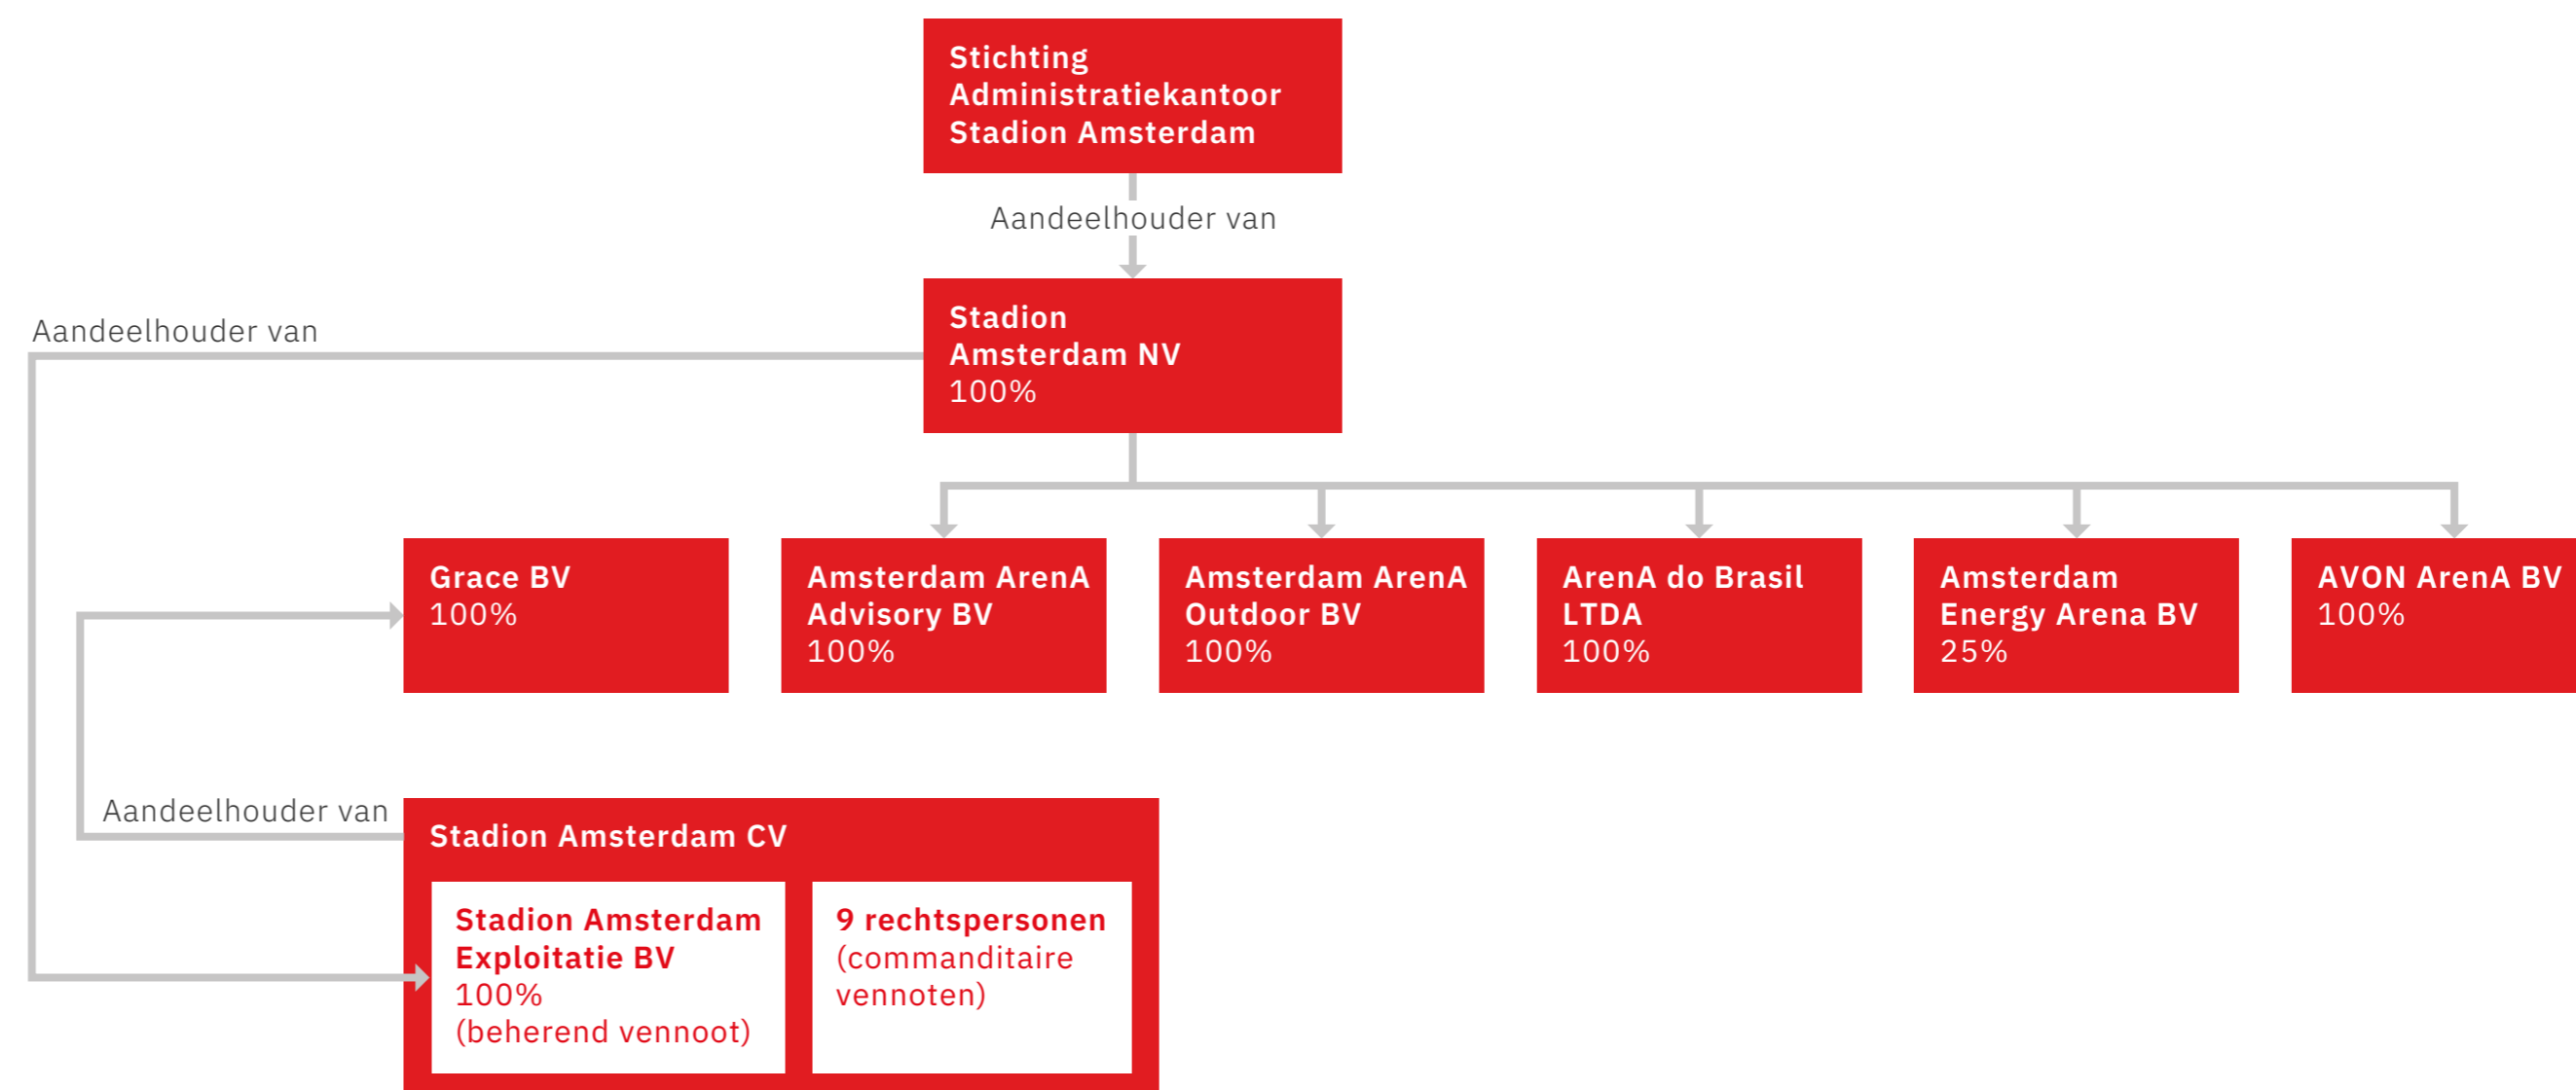 Stichting
Administratiekantoor
Stadion Amsterdam
Aandeelhouder van
Stadion
Amsterdam NV
100%
Aandeelhouder van
Grace BV
100%
Amsterdam ArenA
Advisory BV
100%
Amsterdam ArenA
Outdoor BV
100%
ArenA do Brasil
LTDA
100%
Amsterdam
Energy Arena BV
25%
AVON ArenA BV
100%
Aandeelhouder van
Stadion Amsterdam CV
Stadion Amsterdam
Exploitatie BV
100%
(beherend vennoot)
9 rechtspersonen
(commanditaire
vennoten)